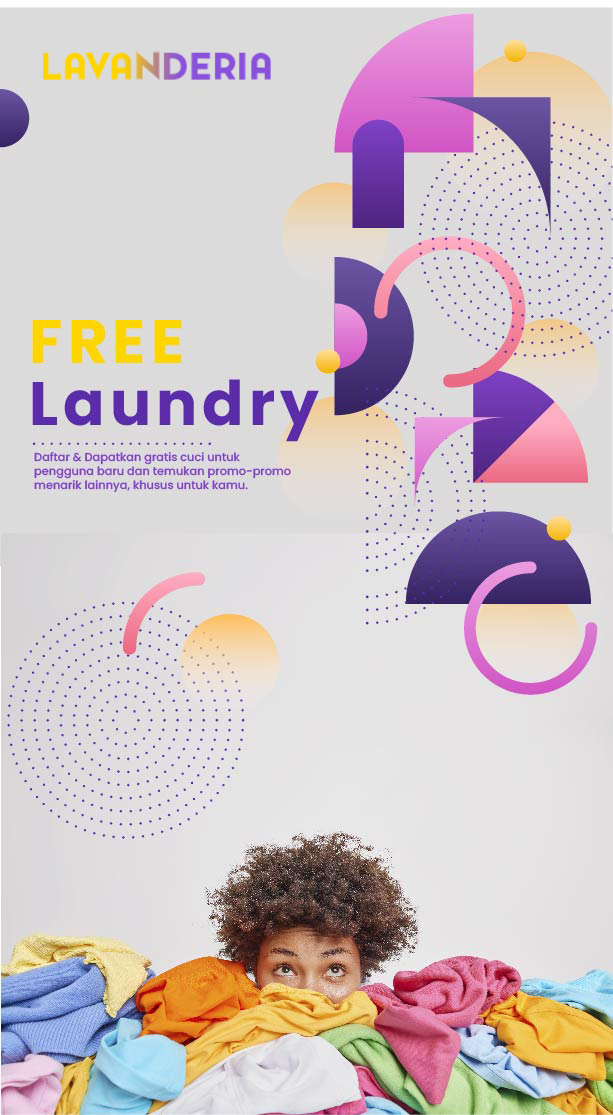 LAVANDERIA
FREE
Laundry
Daftar & Dapatkan gratis cuci untuk
pengguna baru dan temukan promo-promo
menarik lainnya, khusus untuk kamu.